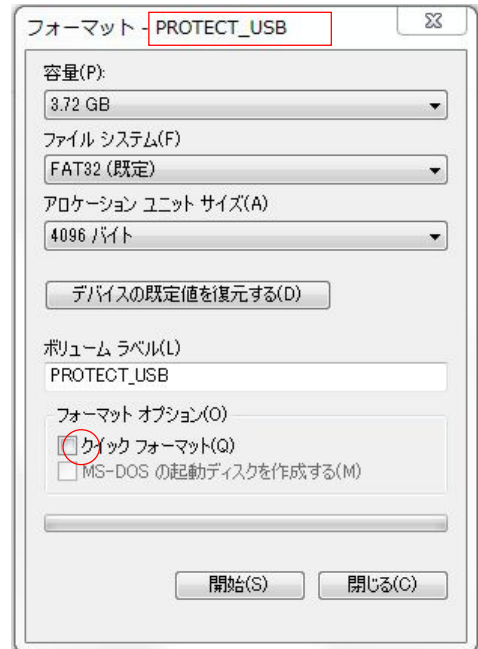 フォーマット - PROTECT_USB
容量(P):
3.72 GB
ファイル システム(F)
FAT32 (既定)
アロケーション ユニット サイズ(A)
4096 バイト
デバイスの既定値を復元する(D)
ボリューム ラベル(L)
PROTECT_USB
フォーマット オプション(O)
クイック フォーマット(Q)
MS-DOS の起動ディスクを作成する(M)
開始(S) 閉じる(C)